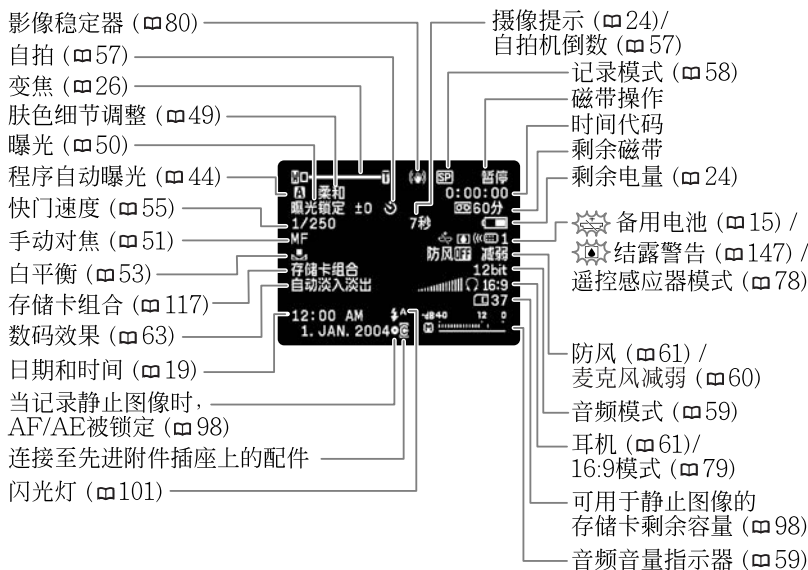 影像稳定器 (80)
自拍 (57)
变焦 (26)
肤色细节调整 (49)
曝光 (50)
程序自动曝光 (44)
快门速度 (55)
手动对焦 (51)
白平衡 (53)
存储卡组合 (117)
数码效果 (63)
日期和时间 (19)
当记录静止图像时，
AF/AE被锁定 (98)
连接至先进附件插座上的配件
闪光灯 (101)
W T SP 暂停
A 柔和 0:00:00
曝光锁定 ±0 60分
1/250 7秒
MF 1
防风OFF 减弱
存储卡组合 12bit
自动淡入淡出 16:9
37
12:00 AM A -dB40 12 0
1. JAN. 2004 C M
摄像提示 (24)/
自拍机倒数 (57)
记录模式 (58)
磁带操作
时间代码
剩余磁带
剩余电量 (24)
备用电池 (15) /
结露警告 (147) /
遥控感应器模式 (78)
防风 (61) /
麦克风减弱 (60)
音频模式 (59)
耳机 (61)/
16:9模式 (79)
可用于静止图像的
存储卡剩余容量 (98)
音频音量指示器 (59)